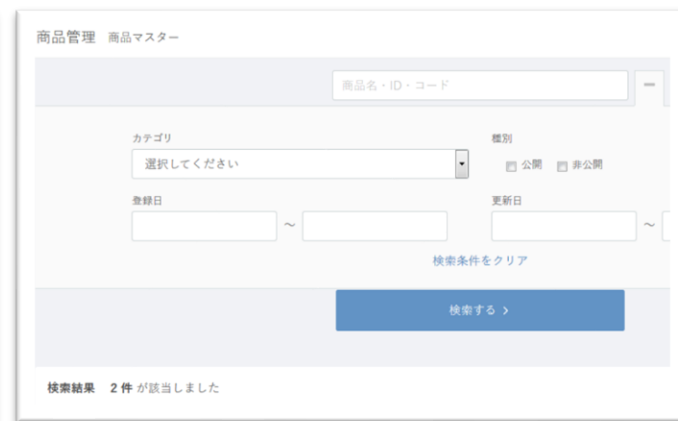 商品管理 商品マスター
商品名・ID・コード
カテゴリ
種別
選択してください
公開 非公開
登録日
更新日
～
～
検索条件をクリア
検索する
検索結果 2件 が該当しました